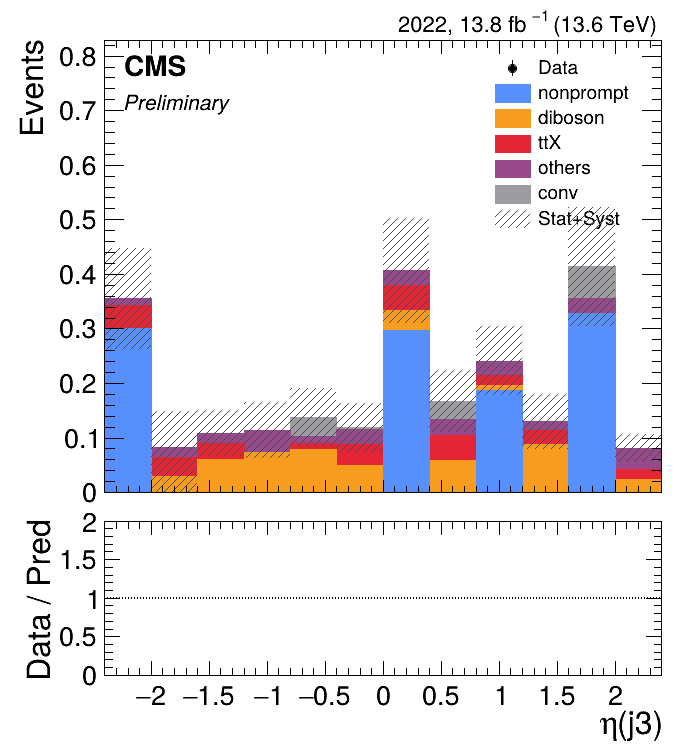 2022, 13.8 fb⁻¹ (13.6 TeV)
CMS
Preliminary
Events
0.8
0.7
0.6
0.5
0.4
0.3
0.2
0.1
0
Data
nonprompt
diboson
ttX
others
conv
Stat+Syst
Data / Pred
2
1.5
1
0.5
0
−2 −1.5 −1 −0.5 0 0.5 1 1.5 2
η(j3)